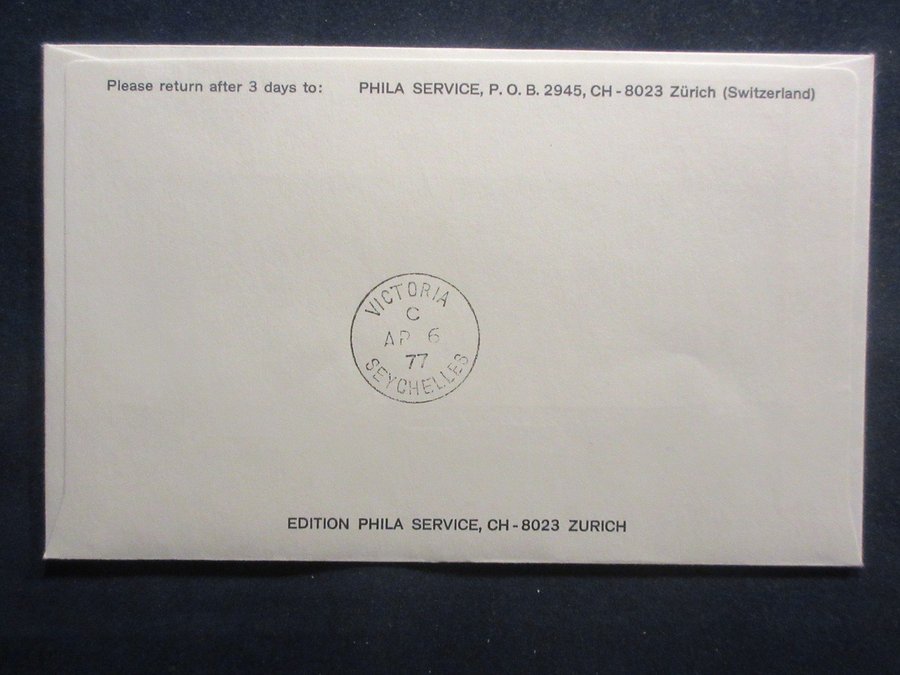 Please return after 3 days to: PHILA SERVICE, P. O. B. 2945, CH - 8023 Zürich (Switzerland)
VICTORIA
C
AP 6
77
SEYCHELLES
EDITION PHILA SERVICE, CH - 8023 ZURICH